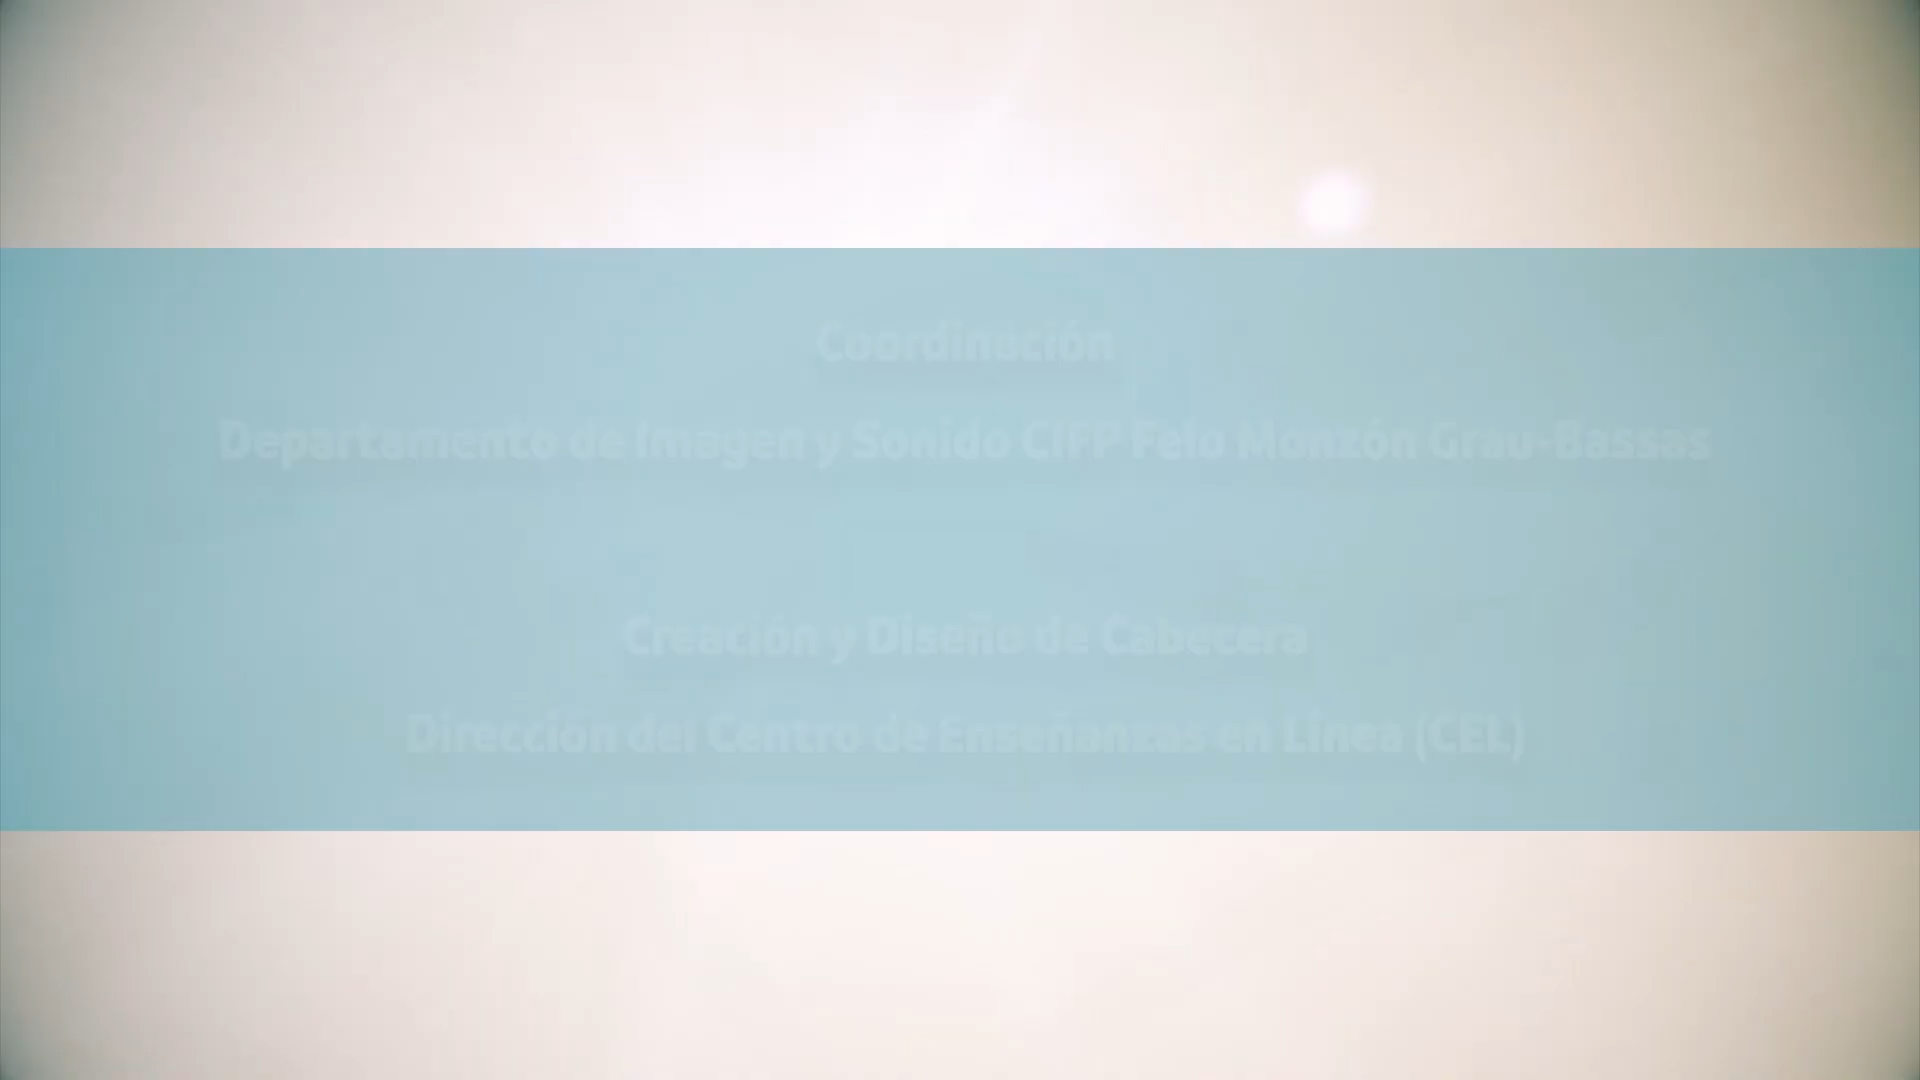 Coordinación
Departamento de Imagen y Sonido CIFP Felo Monzón Grau-Bassas
Creación y Diseño de Cabecera
Dirección del Centro de Enseñanzas en Línea (CEL)